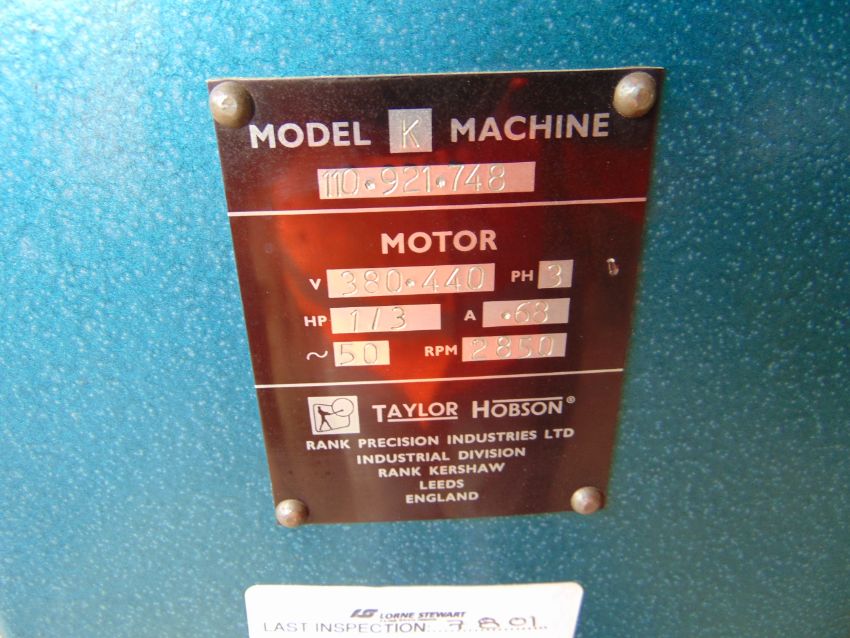 MODEL K MACHINE
110.921.748
MOTOR
V 380.440 PH 3
HP 1/3 A .68
~ 50 RPM 2850
TAYLOR HOBSON®
RANK PRECISION INDUSTRIES LTD
INDUSTRIAL DIVISION
RANK KERSHAW
LEEDS
ENGLAND
LS LORNE STEWART
LAST INSPECTION: 7.8.01.